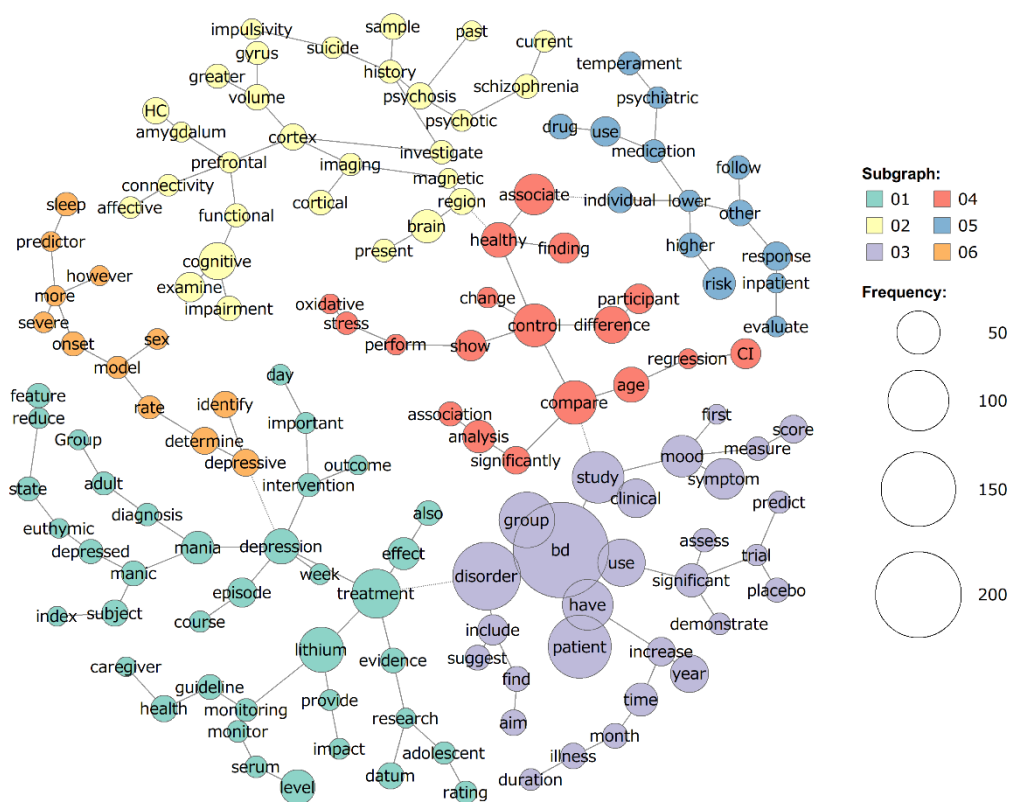 impulsivity
sample
past
current
suicide
gyrus
history
temperament
greater
volume
psychosis
schizophrenia
psychiatric
HC
amygdalum
cortex
psychotic
drug
use
medication
prefrontal
imaging
investigate
follow
connectivity
magnetic
associate
individual
lower
other
affective
cortical
region
sleep
functional
brain
healthy
finding
higher
response
predictor
present
risk
inpatient
cognitive
however
examine
more
impairment
oxidative
change
participant
evaluate
severe
stress
control
difference
onset
sex
perform
show
regression
CI
model
day
age
feature
identify
association
compare
first
reduce
rate
important
analysis
score
Group
determine
outcome
significantly
mood
measure
depressive
study
symptom
state
adult
intervention
clinical
predict
diagnosis
also
group
euthymic
assess
depressed
mania
depression
effect
bd
trial
manic
week
disorder
use
significant
placebo
episode
treatment
have
index
subject
course
include
demonstrate
caregiver
lithium
evidence
suggest
patient
increase
guideline
find
year
health
monitoring
provide
time
monitor
research
aim
month
impact
adolescent
illness
serum
datum
duration
level
rating
Subgraph:
01 04
02 05
03 06
Frequency:
50
100
150
200